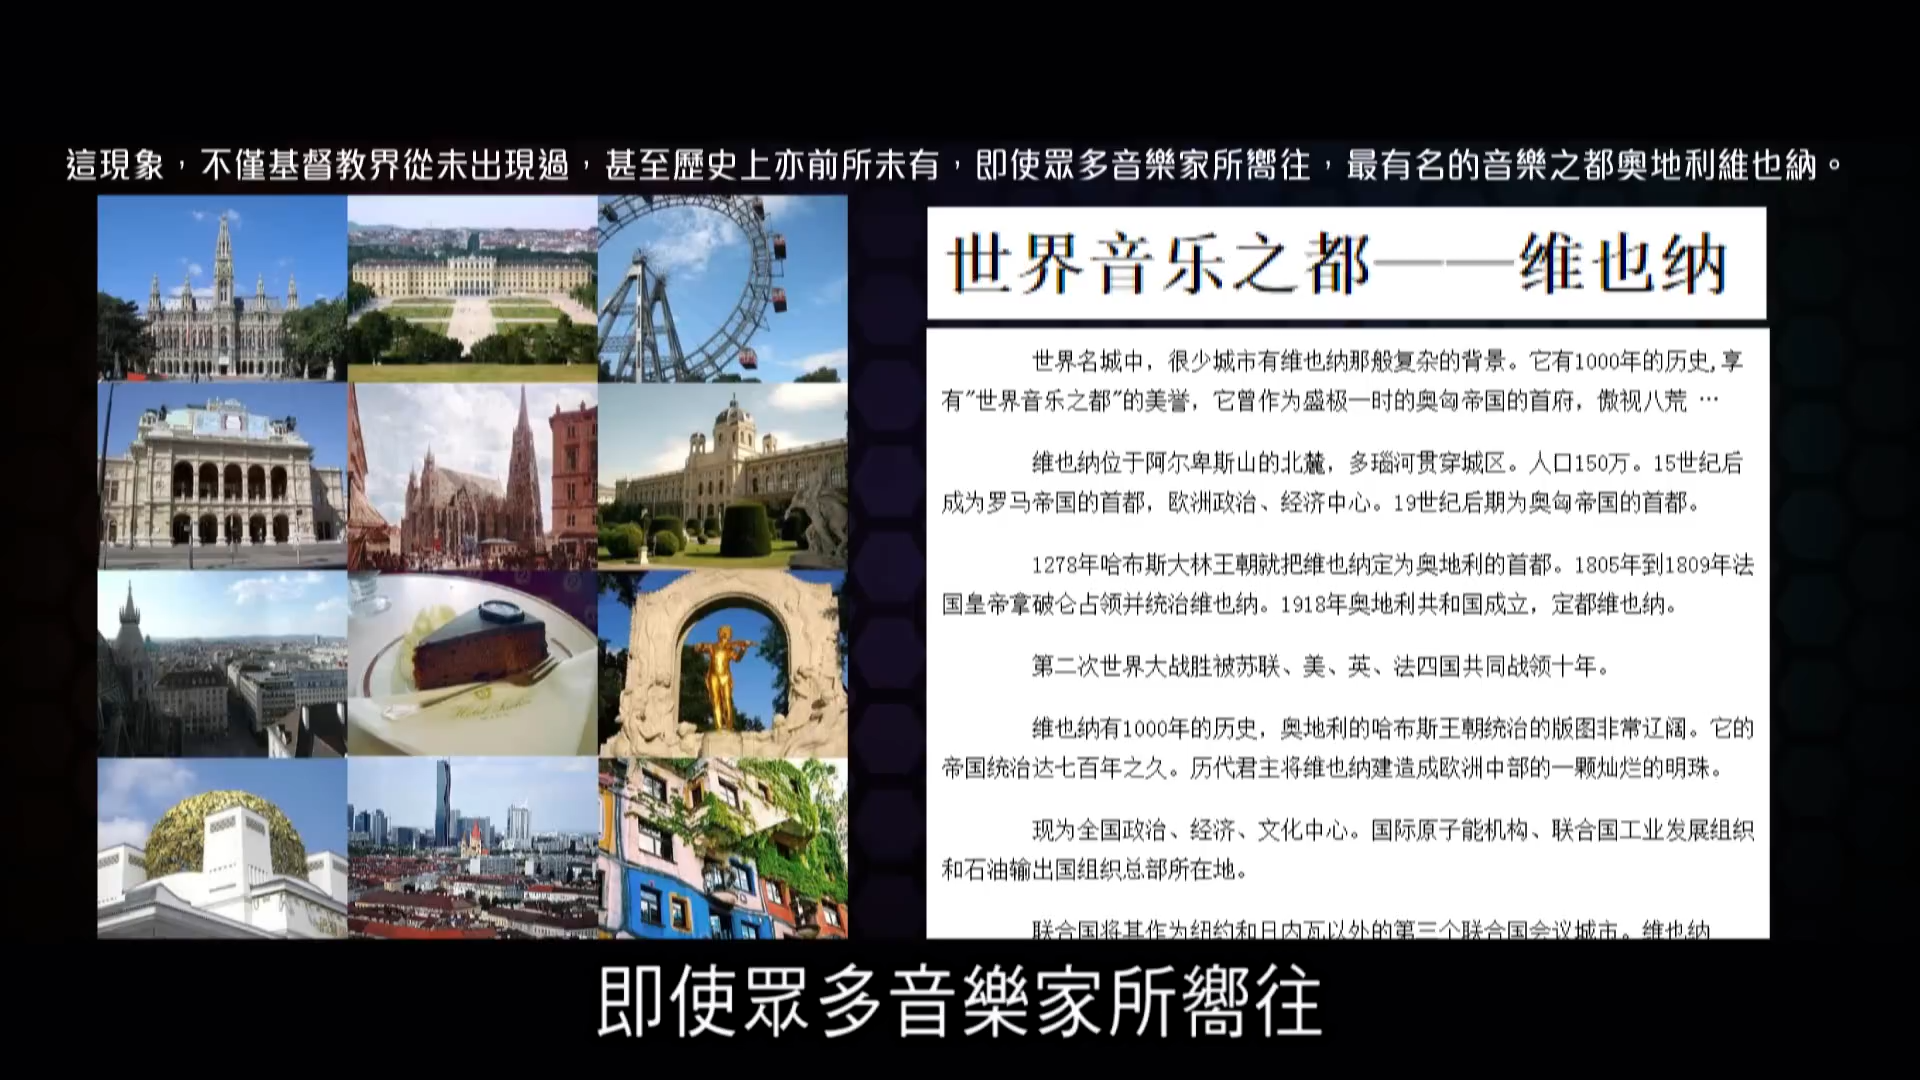 這現象，不僅基督教界從未出現過，甚至歷史上亦前所未有，即使眾多音樂家所嚮往，最有名的音樂之都奧地利維也納。
世界音乐之都——维也纳
世界名城中，很少城市有维也纳那般复杂的背景。它有1000年的历史,享
有"世界音乐之都"的美誉，它曾作为盛极一时的奥匈帝国的首府，傲视八荒 …
维也纳位于阿尔卑斯山的北麓，多瑙河贯穿城区。人口150万。15世纪后
成为罗马帝国的首都，欧洲政治、经济中心。19世纪后期为奥匈帝国的首都。
1278年哈布斯大林王朝就把维也纳定为奥地利的首都。1805年到1809年法
国皇帝拿破仑占领并统治维也纳。1918年奥地利共和国成立，定都维也纳。
第二次世界大战胜被苏联、美、英、法四国共同战领十年。
维也纳有1000年的历史，奥地利的哈布斯王朝统治的版图非常辽阔。它的
帝国统治达七百年之久。历代君主将维也纳建造成欧洲中部的一颗灿烂的明珠。
现为全国政治、经济、文化中心。国际原子能机构、联合国工业发展组织
和石油输出国组织总部所在地。
联合国将其作为纽约和日内瓦以外的第三个联合国会议城市。维也纳
即使眾多音樂家所嚮往